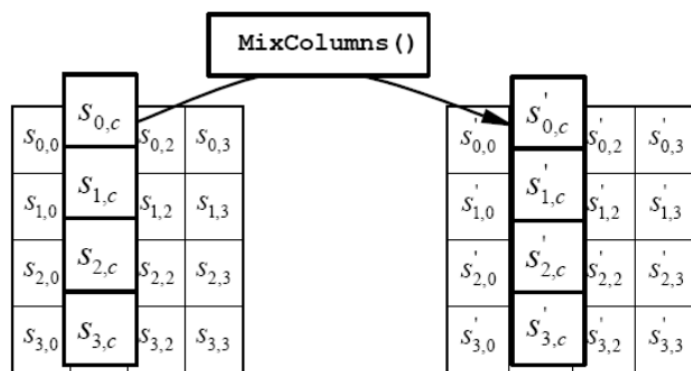 MixColumns()
s0,0 s0,c s0,2 s0,3 s'0,0 s'0,c s'0,2 s'0,3
s1,0 s1,c s1,2 s1,3 s'1,0 s'1,c s'1,2 s'1,3
s2,0 s2,c s2,2 s2,3 s'2,0 s'2,c s'2,2 s'2,3
s3,0 s3,c s3,2 s3,3 s'3,0 s'3,c s'3,2 s'3,3